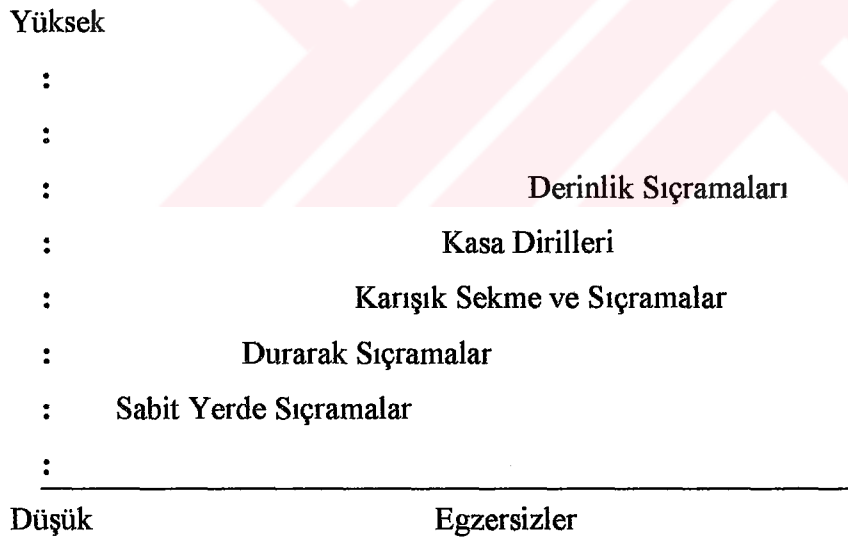 Yüksek
:
:
: Derinlik Sıçramaları
: Kasa Dirilleri
: Karışık Sekme ve Sıçramalar
: Durarak Sıçramalar
: Sabit Yerde Sıçramalar
:
Düşük Egzersizler